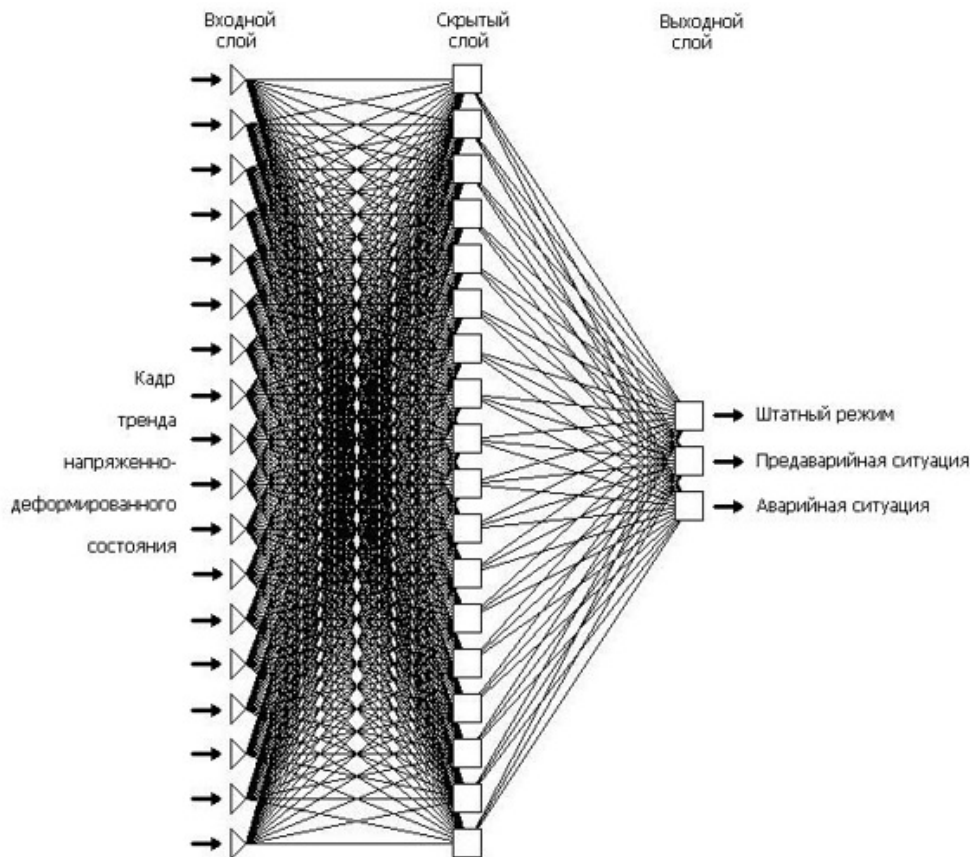 Входной
слой
Скрытый
слой
Выходной
слой
Кадр
тренда
напряженно-
деформированного
состояния
Штатный режим
Предаварийная ситуация
Аварийная ситуация